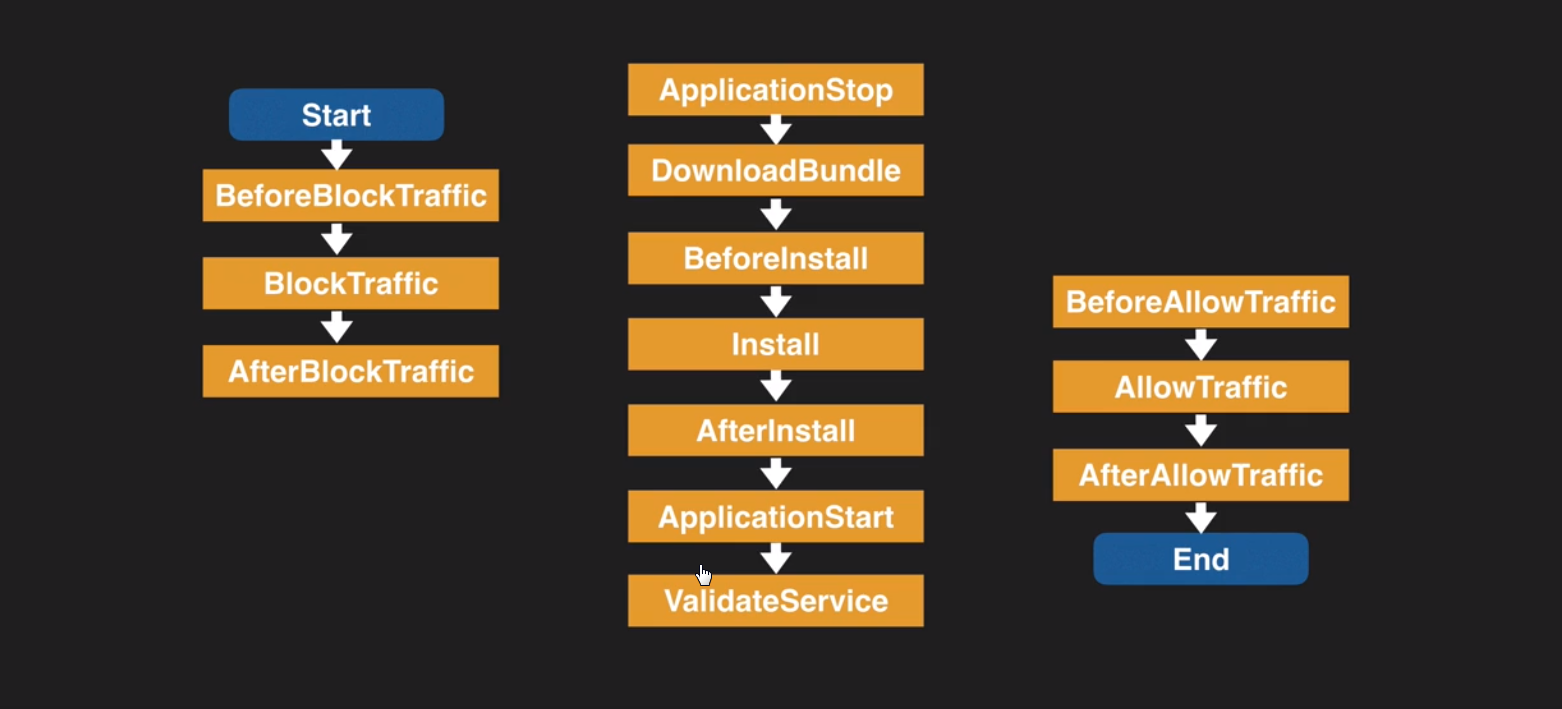 Start
BeforeBlockTraffic
BlockTraffic
AfterBlockTraffic
ApplicationStop
DownloadBundle
BeforeInstall
Install
AfterInstall
ApplicationStart
ValidateService
BeforeAllowTraffic
AllowTraffic
AfterAllowTraffic
End